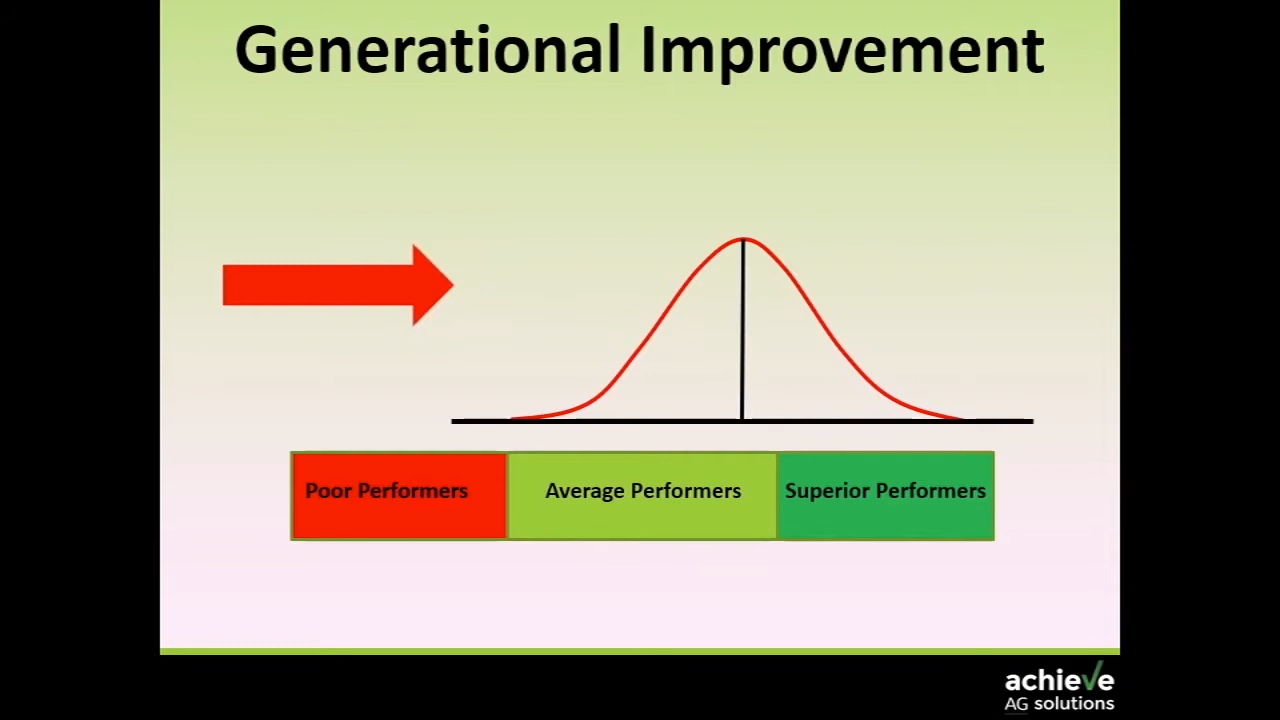 Generational Improvement
Poor Performers
Average Performers
Superior Performers
achieve
AG solutions